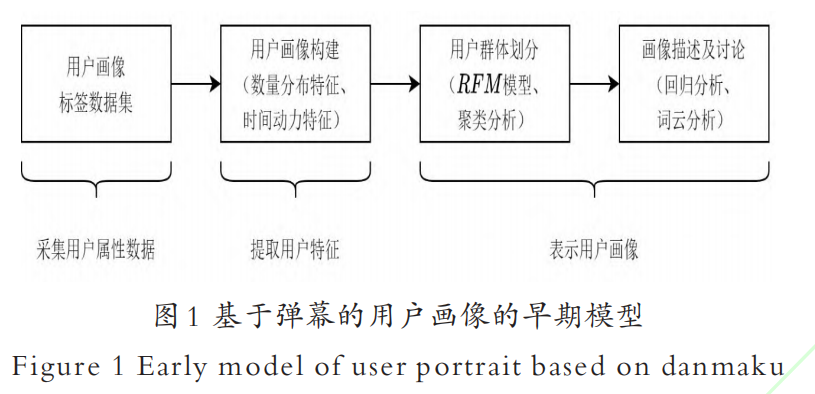 用户画像
标签数据集
用户画像构建
(数量分布特征、
时间动力特征)
用户群体划分
(RFM模型、
聚类分析)
画像描述及讨论
(回归分析、
词云分析)
采集用户属性数据
提取用户特征
表示用户画像
图1 基于弹幕的用户画像的早期模型
Figure 1 Early model of user portrait based on danmaku